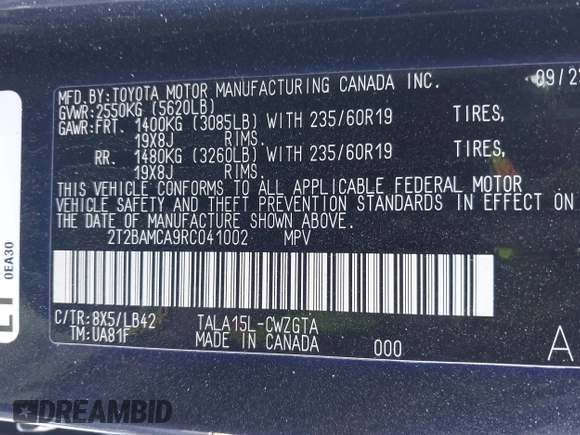 MFD.BY:TOYOTA MOTOR MANUFACTURING CANADA INC. 09/23
GVWR:2550KG (5620LB)
GAWR:FRT. 1400KG (3085LB) WITH 235/60R19 TIRES,
19X8J RIMS.
RR. 1480KG (3260LB) WITH 235/60R19 TIRES,
19X8J RIMS.
THIS VEHICLE CONFORMS TO ALL APPLICABLE FEDERAL MOTOR
VEHICLE SAFETY AND THEFT PREVENTION STANDARDS IN EFFECT ON
THE DATE OF MANUFACTURE SHOWN ABOVE.
2T2BAMCA9RC041002 MPV
C/TR:8X5/LB42 TALA15L-CWZGTA
TM:UA81F MADE IN CANADA 000 A
0EA30
DREAMBID